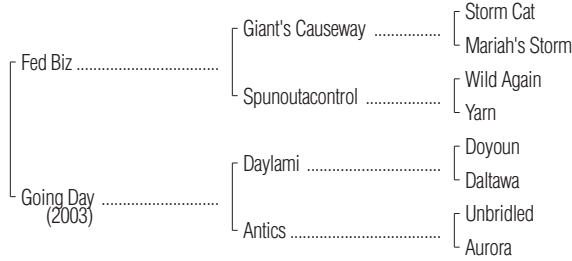 Storm Cat
Giant's Causeway ................
Mariah's Storm
Fed Biz ..................................
Wild Again
Spunoutacontrol ..................
Yarn
Doyoun
Daylami ................................
Daltawa
Going Day ............................
(2003)
Unbridled
Antics ....................................
Aurora